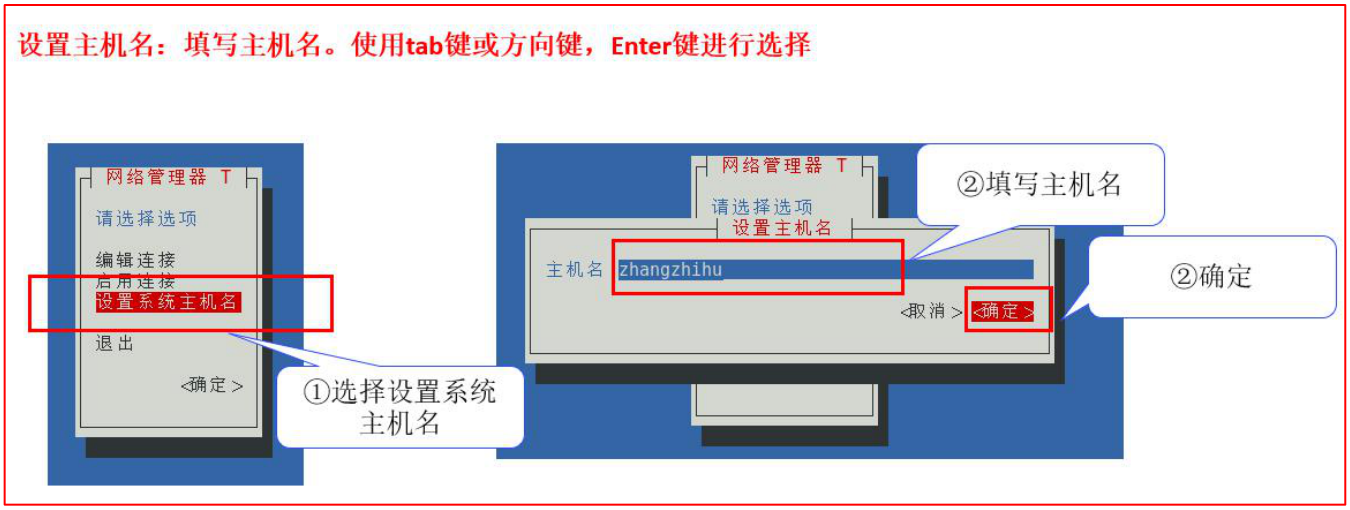 设置主机名：填写主机名。使用tab键或方向键，Enter键进行选择
网络管理器 T
请选择选项
编辑连接
启用连接
设置系统主机名
退出
<确定>
①选择设置系统
主机名
网络管理器 T
请选择选项
设置主机名
主机名 zhangzhihu
<取消> <确定>
②填写主机名
②确定